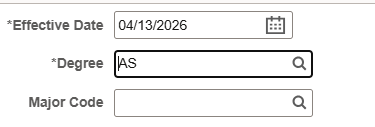 *Effective Date 04/13/2026
*Degree AS
Major Code